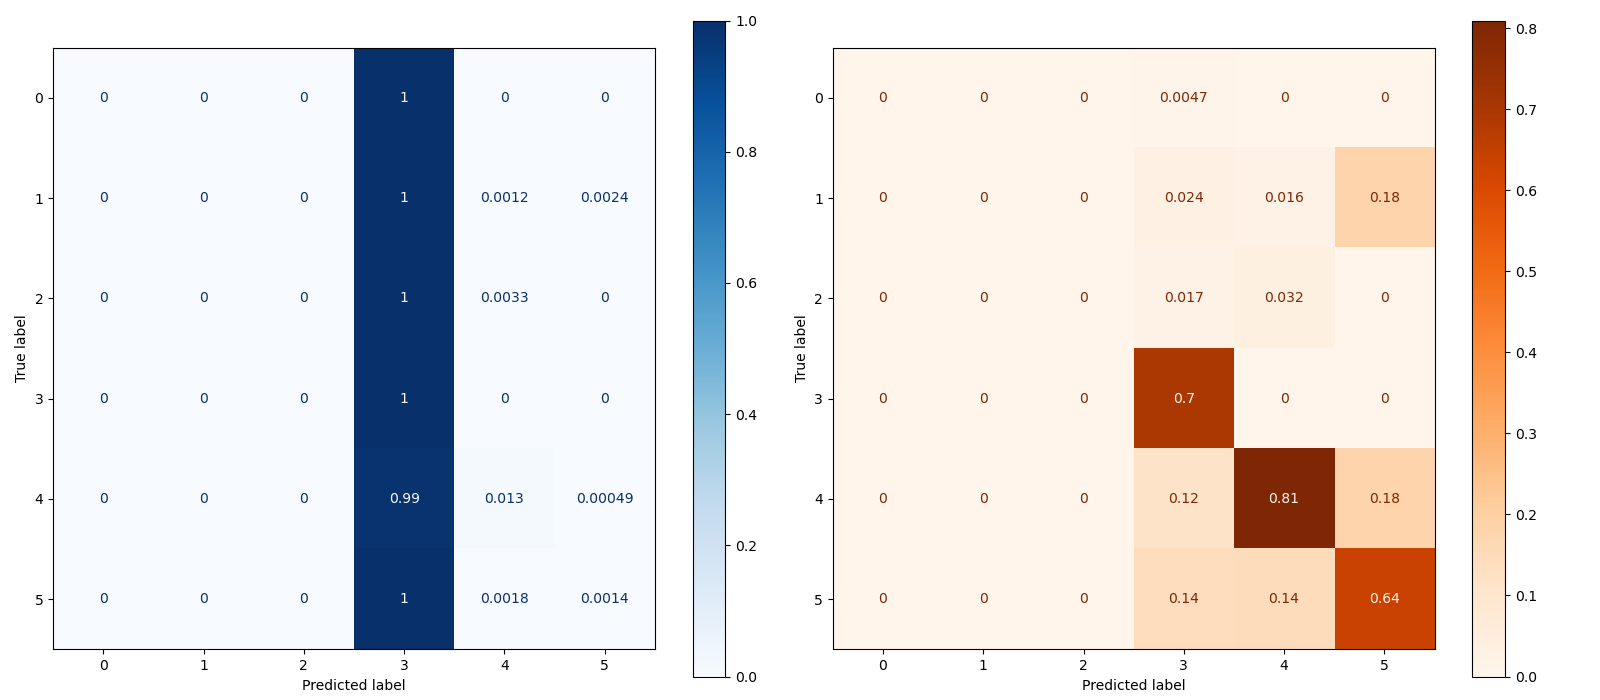 1.0
0.8
0 0 0 0 1 0 0
0 0 0 0 0.0047 0 0
0.7
0.8
1 0 0 0 1 0.0012 0.0024
1 0 0 0 0.024 0.016 0.18
0.6
0.6
2 0 0 0 1 0.0033 0
2 0 0 0 0.017 0.032 0
0.5
True label
True label
0.4
0.4
3 0 0 0 1 0 0
3 0 0 0 0.7 0 0
0.3
4 0 0 0 0.99 0.013 0.00049
4 0 0 0 0.12 0.81 0.18
0.2
0.2
5 0 0 0 1 0.0018 0.0014
5 0 0 0 0.14 0.14 0.64
0.1
0.0
0.0
0 1 2 3 4 5
0 1 2 3 4 5
Predicted label
Predicted label